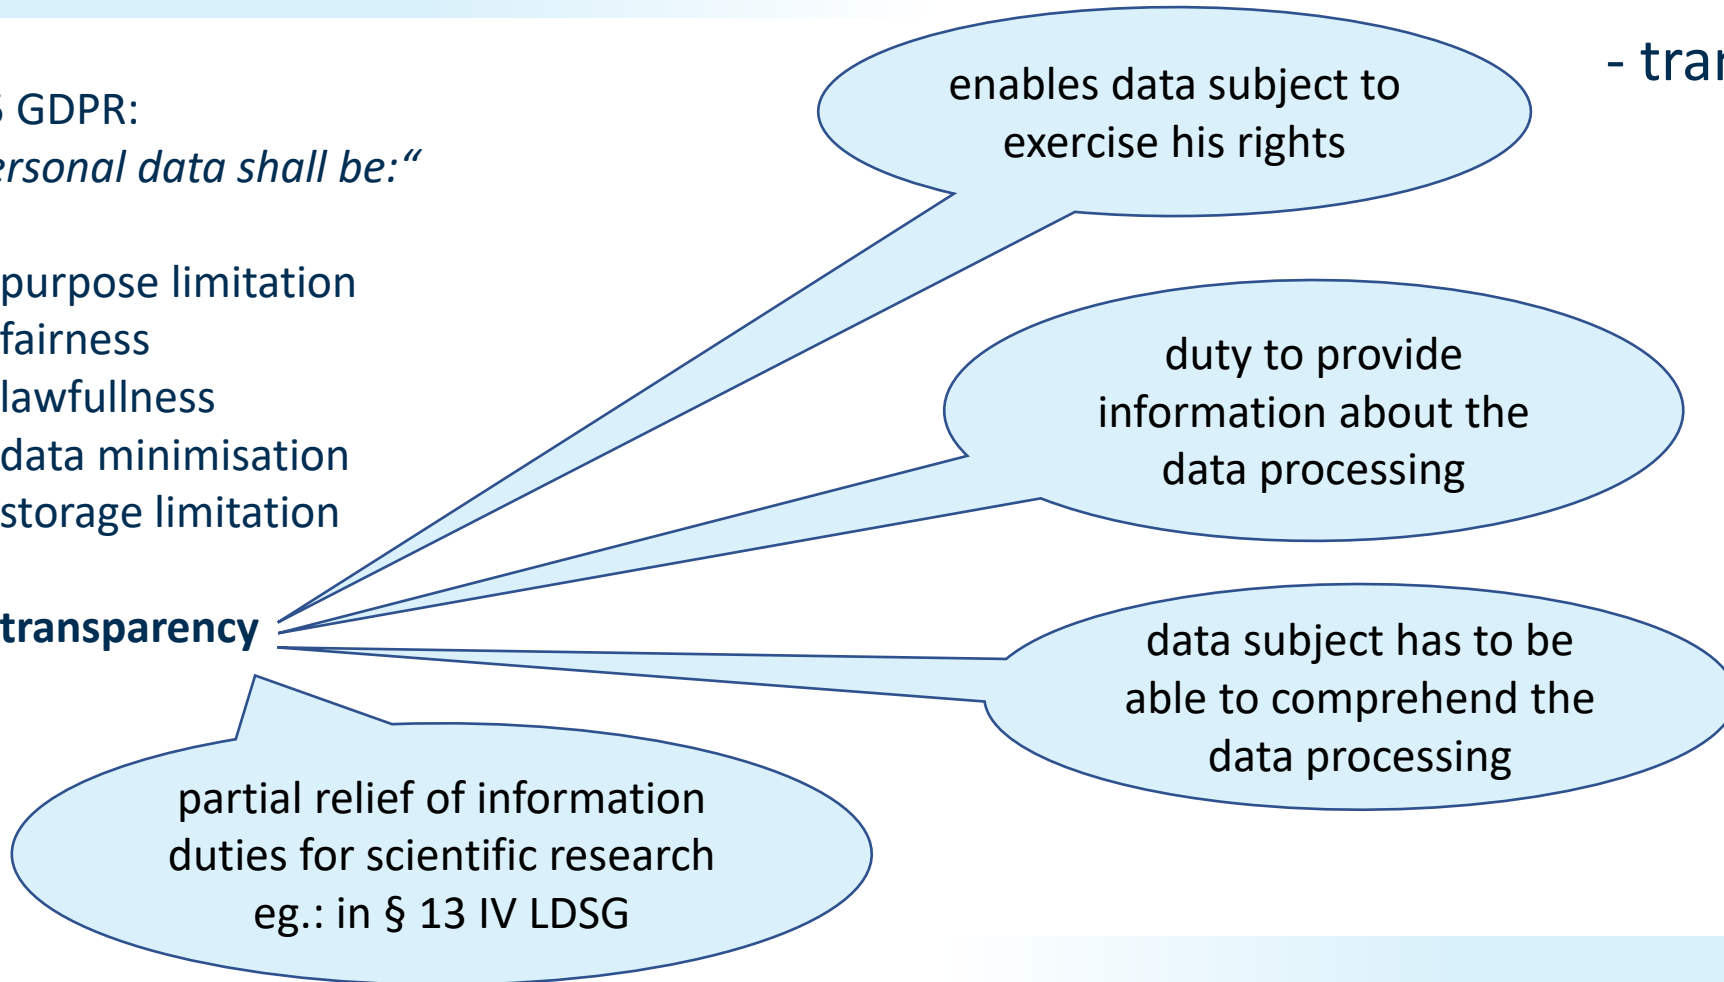 - tran
5 GDPR:
ersonal data shall be:“
purpose limitation
fairness
lawfullness
data minimisation
storage limitation
transparency
enables data subject to
exercise his rights
duty to provide
information about the
data processing
data subject has to be
able to comprehend the
data processing
partial relief of information
duties for scientific research
eg.: in § 13 IV LDSG